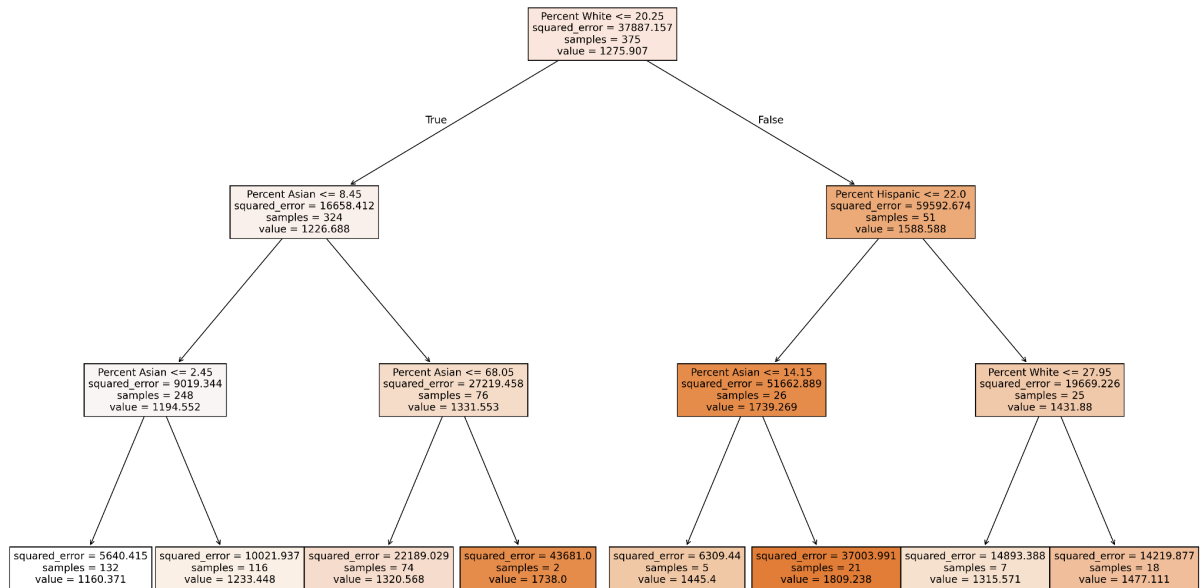 Percent White <= 20.25
squared_error = 37887.157
samples = 375
value = 1275.907
True
False
Percent Asian <= 8.45
squared_error = 16658.412
samples = 324
value = 1226.688
Percent Hispanic <= 22.0
squared_error = 59592.674
samples = 51
value = 1588.588
Percent Asian <= 2.45
squared_error = 9019.344
samples = 248
value = 1194.552
Percent Asian <= 68.05
squared_error = 27219.458
samples = 76
value = 1331.553
Percent Asian <= 14.15
squared_error = 51662.889
samples = 26
value = 1739.269
Percent White <= 27.95
squared_error = 19669.226
samples = 25
value = 1431.88
squared_error = 5640.415
samples = 132
value = 1160.371
squared_error = 10021.937
samples = 116
value = 1233.448
squared_error = 22189.029
samples = 74
value = 1320.568
squared_error = 43681.0
samples = 2
value = 1738.0
squared_error = 6309.44
samples = 5
value = 1445.4
squared_error = 37003.991
samples = 21
value = 1809.238
squared_error = 14893.388
samples = 7
value = 1315.571
squared_error = 14219.877
samples = 18
value = 1477.111